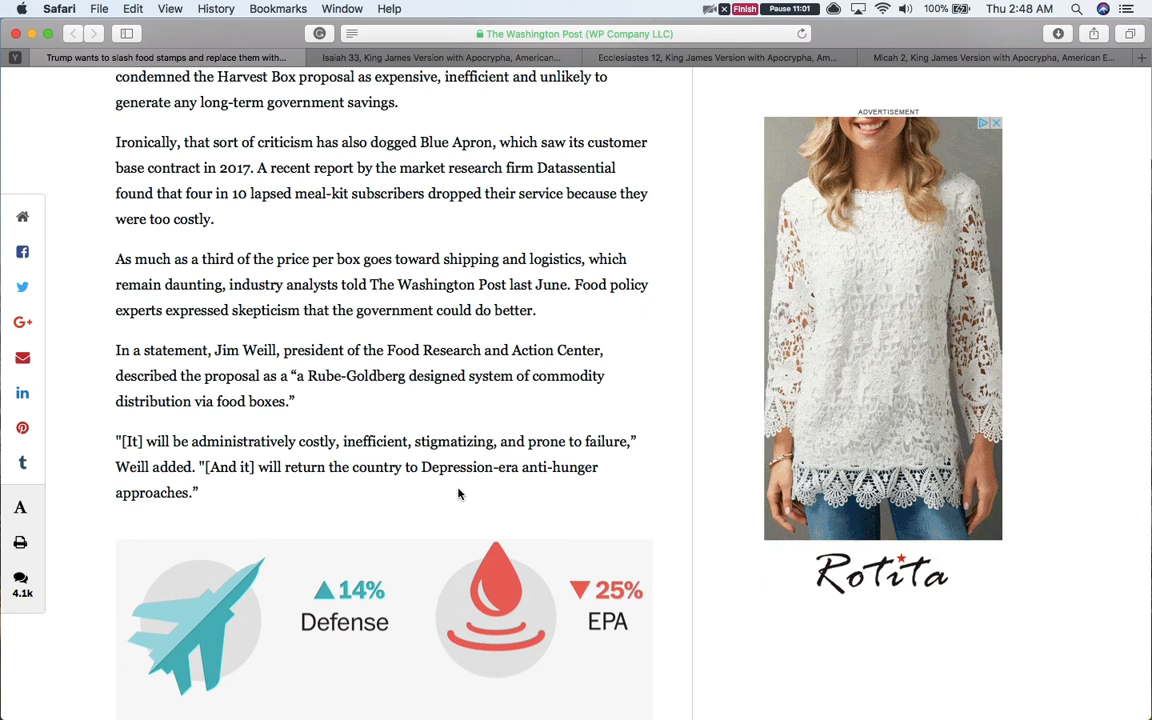 Safari File Edit View History Bookmarks Window Help Finish Pause 11:01 100% Thu 2:48 AM
The Washington Post (WP Company LLC)
Y Trump wants to slash food stamps and replace them with... Isaiah 33, King James Version with Apocrypha, American... Ecclesiastes 12, King James Version with Apocrypha, Am... Micah 2, King James Version with Apocrypha, American E...
condemned the Harvest Box proposal as expensive, inefficient and unlikely to
generate any long-term government savings.
Ironically, that sort of criticism has also dogged Blue Apron, which saw its customer
base contract in 2017. A recent report by the market research firm Datassential
found that four in 10 lapsed meal-kit subscribers dropped their service because they
were too costly.
As much as a third of the price per box goes toward shipping and logistics, which
remain daunting, industry analysts told The Washington Post last June. Food policy
experts expressed skepticism that the government could do better.
In a statement, Jim Weill, president of the Food Research and Action Center,
described the proposal as a “a Rube-Goldberg designed system of commodity
distribution via food boxes.”
"[It] will be administratively costly, inefficient, stigmatizing, and prone to failure,”
Weill added. "[And it] will return the country to Depression-era anti-hunger
approaches.”
G+
in
t
A
4.1k
▲14%
Defense
▼25%
EPA
ADVERTISEMENT
Rotita